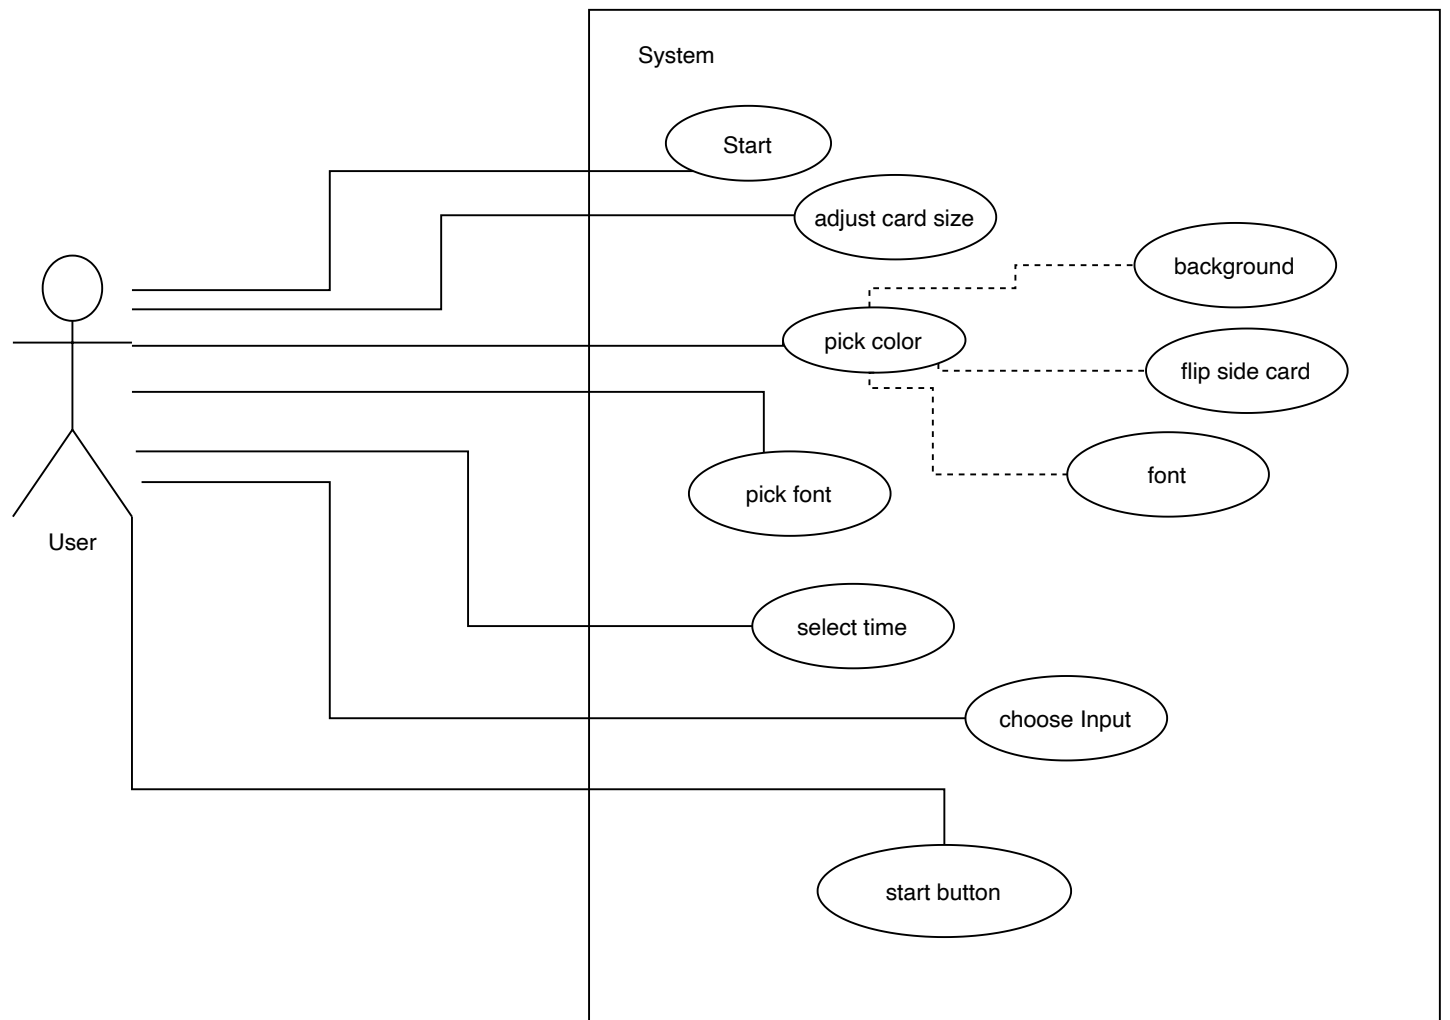 System
Start
adjust card size
background
pick color
flip side card
font
pick font
User
select time
choose Input
start button